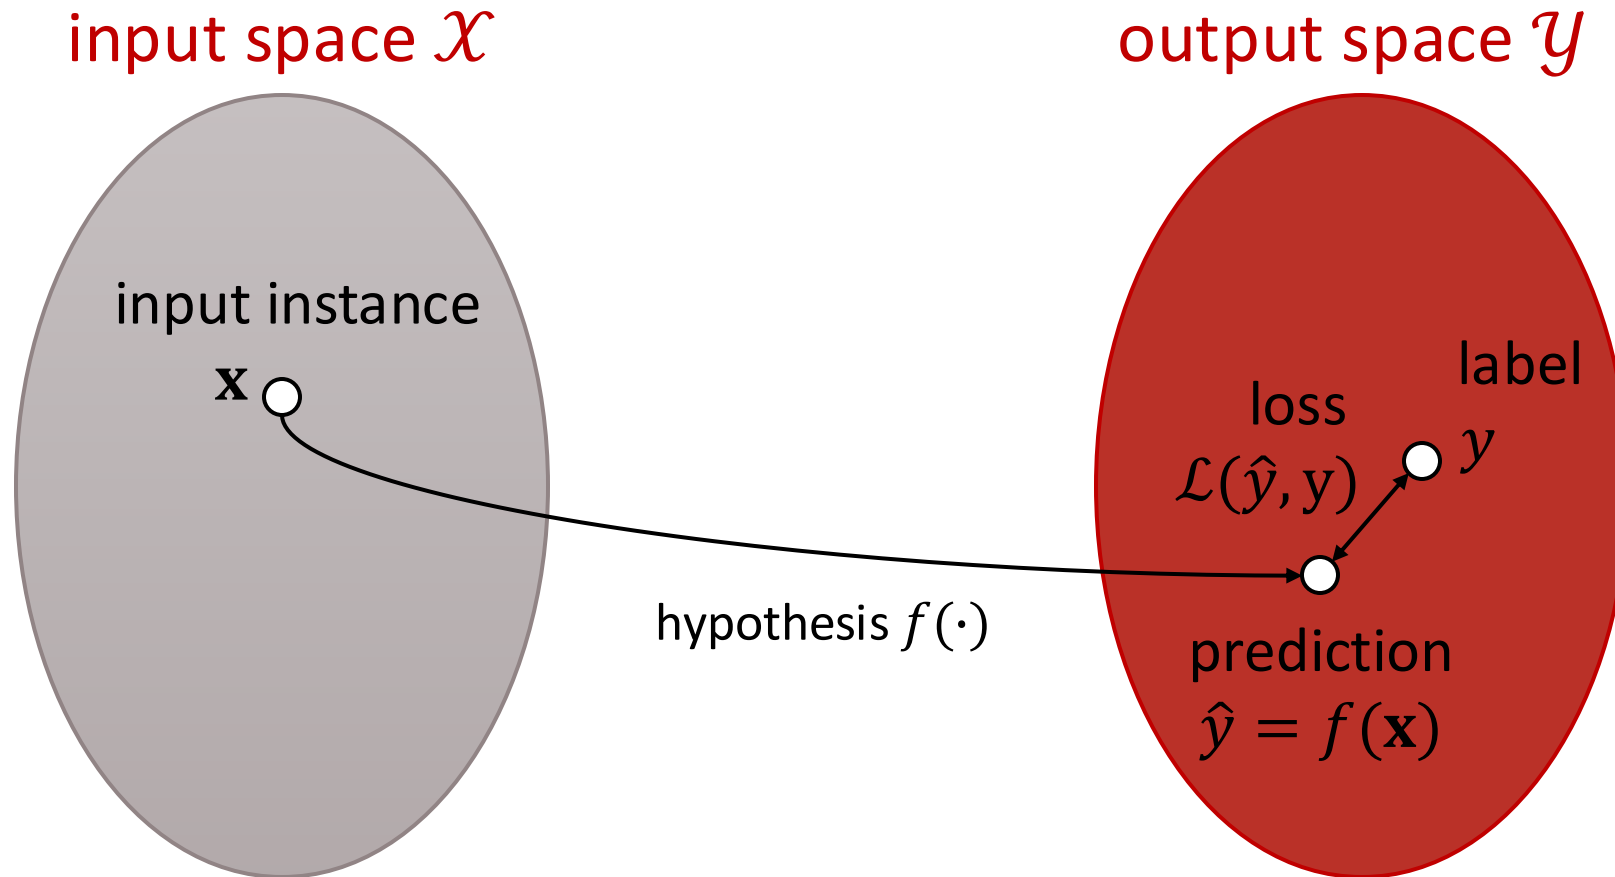 input space 𝒳
output space 𝒴
input instance
𝐱
label
𝑦
loss
ℒ(𝑦̂, y)
hypothesis 𝑓(⋅)
prediction
𝑦̂ = 𝑓(𝐱)